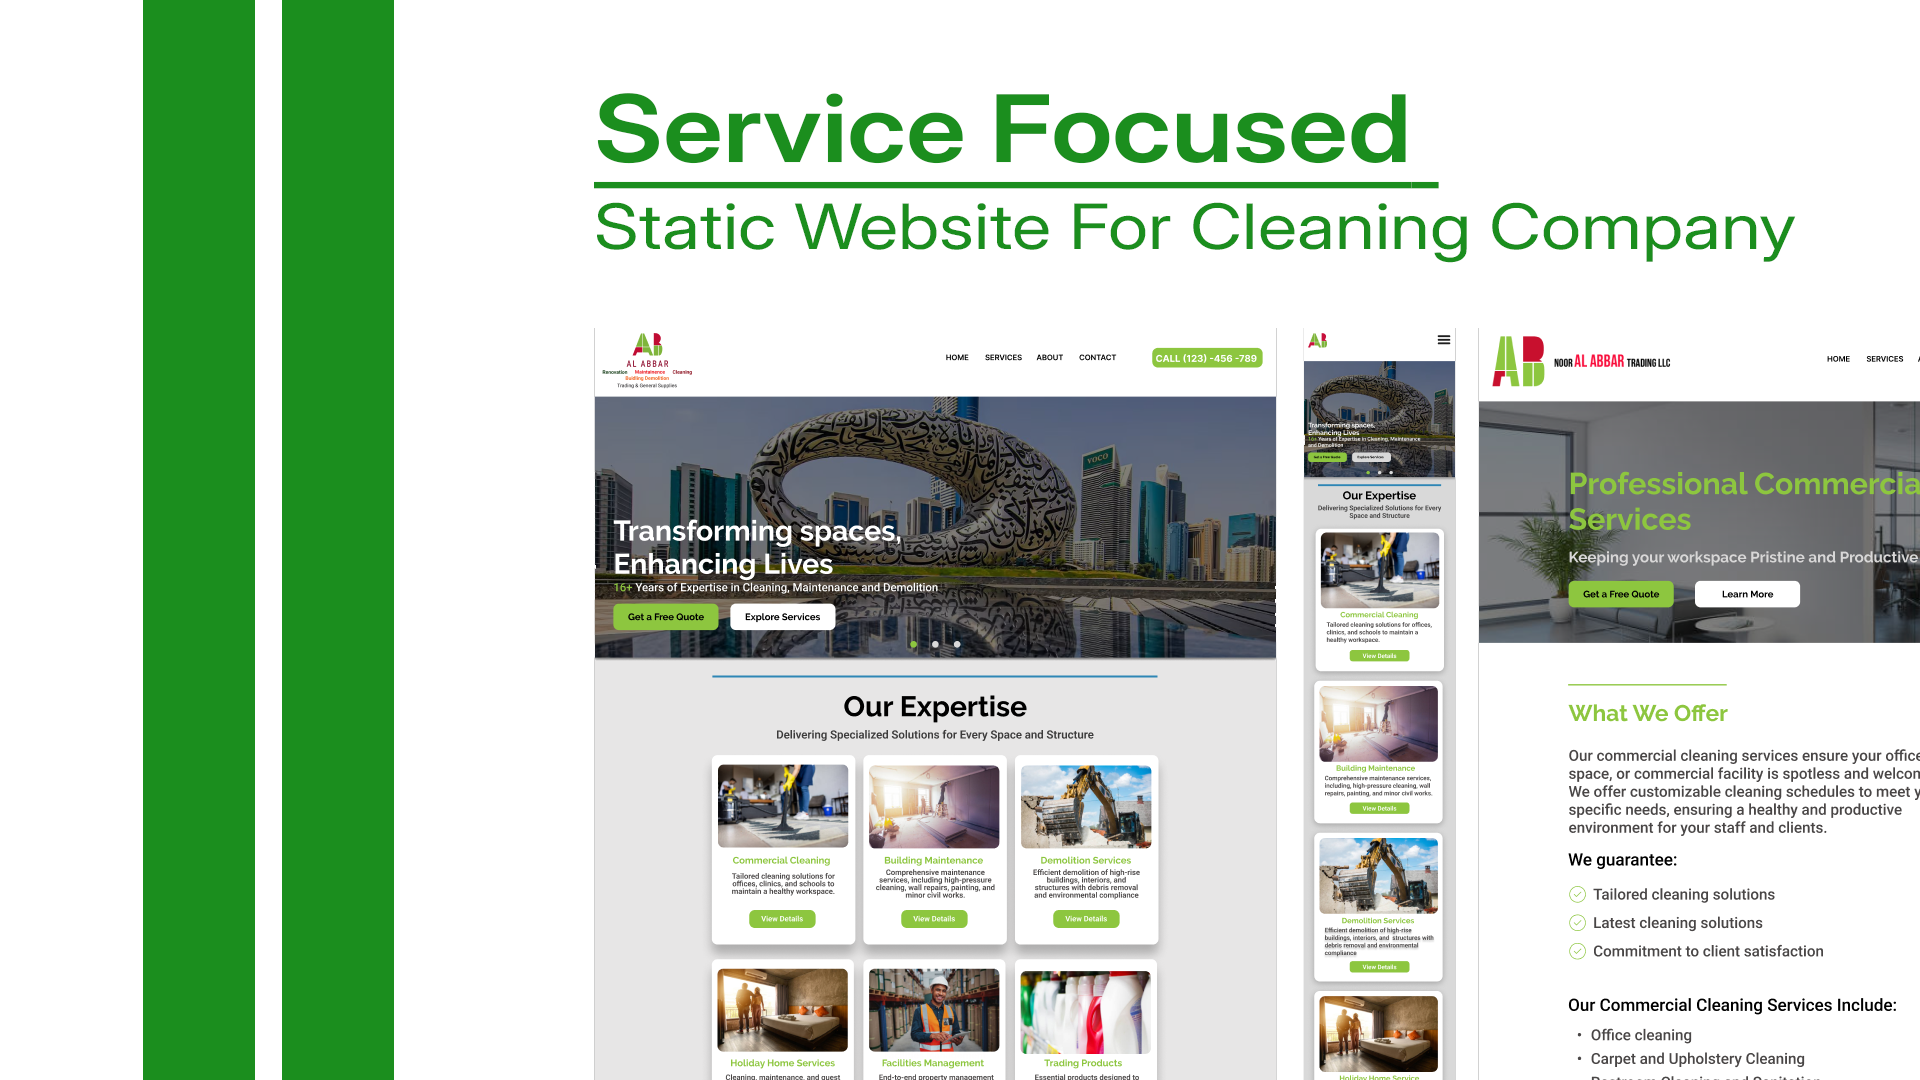 Service Focused
Static Website For Cleaning Company
AL ABBAR
Renovation Maintainence Cleaning
Building Demolition
Trading & General Supplies
HOME SERVICES ABOUT CONTACT
CALL (123) -456 -789
VOCO
Transforming spaces,
Enhancing Lives
16+ Years of Expertise in Cleaning, Maintenance and Demolition
Get a Free Quote Explore Services
Our Expertise
Delivering Specialized Solutions for Every Space and Structure
Commercial Cleaning
Tailored cleaning solutions for
offices, clinics, and schools to
maintain a healthy workspace.
View Details
Building Maintenance
Comprehensive maintenance
services, including high-pressure
cleaning, wall repairs, painting, and
minor civil works.
View Details
Demolition Services
Efficient demolition of high-rise
buildings, interiors, and
structures with debris removal
and environmental compliance
View Details
Holiday Home Services
Cleaning, maintenance, and guest
Facilities Management
End-to-end property management
Trading Products
Essential products designed to
AB
Transforming spaces,
Enhancing Lives
16+ Years of Expertise in Cleaning, Maintenance
and Demolition
Get a Free Quote Explore Services
Our Expertise
Delivering Specialized Solutions for Every
Space and Structure
Commercial Cleaning
Tailored cleaning solutions for offices,
clinics, and schools to maintain a
healthy workspace.
View Details
Building Maintenance
Comprehensive maintenance services,
including, high-pressure cleaning, wall
repairs, painting, and minor civil works.
View Details
Demolition Services
Efficient demolition of high-rise
buildings, interiors, and structures with
debris removal and environmental
compliance
View Details
Holiday Home Service
AB
NOOR AL ABBAR TRADING LLC
HOME SERVICES A
Professional Commercia
Services
Keeping your workspace Pristine and Productive
Get a Free Quote Learn More
What We Offer
Our commercial cleaning services ensure your office
space, or commercial facility is spotless and welcom
We offer customizable cleaning schedules to meet y
specific needs, ensuring a healthy and productive
environment for your staff and clients.
We guarantee:
Tailored cleaning solutions
Latest cleaning solutions
Commitment to client satisfaction
Our Commercial Cleaning Services Include:
• Office cleaning
• Carpet and Upholstery Cleaning
Restroom Cleaning and Sanitation